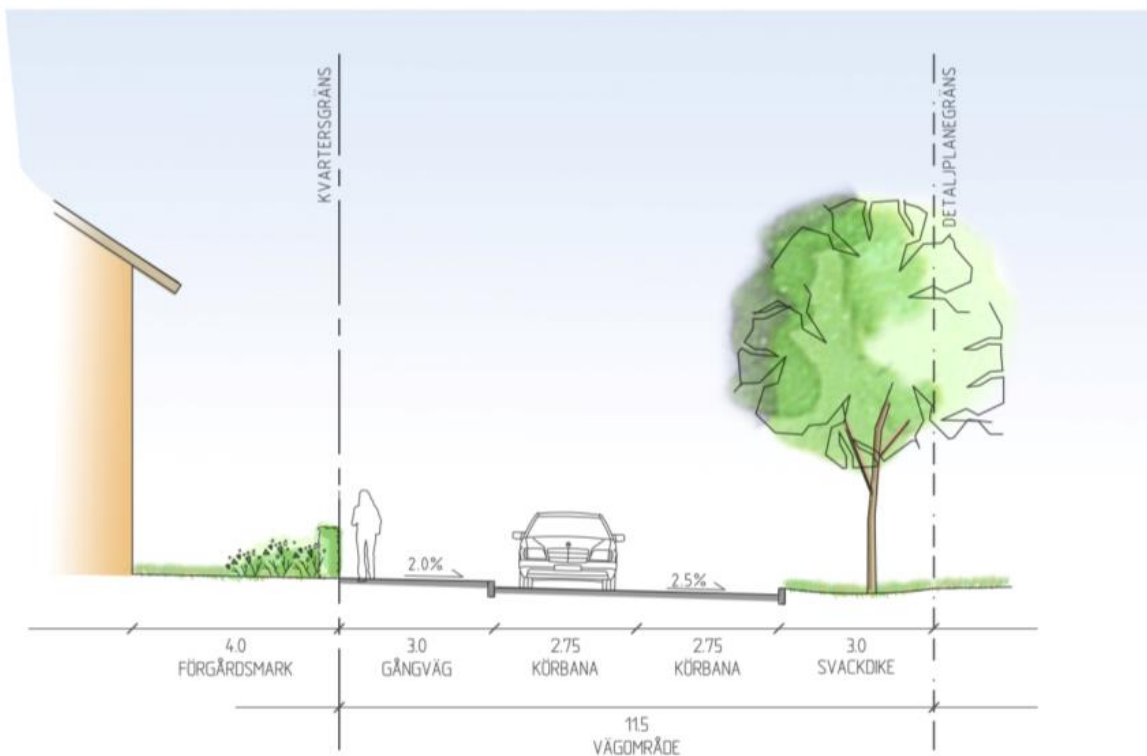 KVARTERSGRÄNS
DETALJPLANEGRÄNS
2.0%
2.5%
4.0
FÖRGÅRDSMARK
3.0
GÅNGVÄG
2.75
KÖRBANA
2.75
KÖRBANA
3.0
SVACKDIKE
11.5
VÄGOMRÅDE